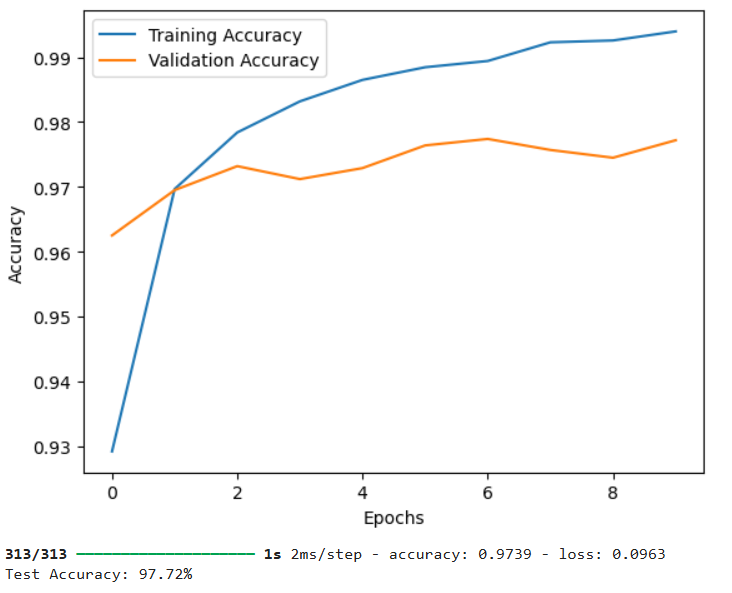 Training Accuracy
Validation Accuracy
0.99
0.98
0.97
0.96
0.95
0.94
0.93
Accuracy
0 2 4 6 8
Epochs
313/313 ━━━━━━━━━━━━━━━━━━━━ 1s 2ms/step - accuracy: 0.9739 - loss: 0.0963
Test Accuracy: 97.72%